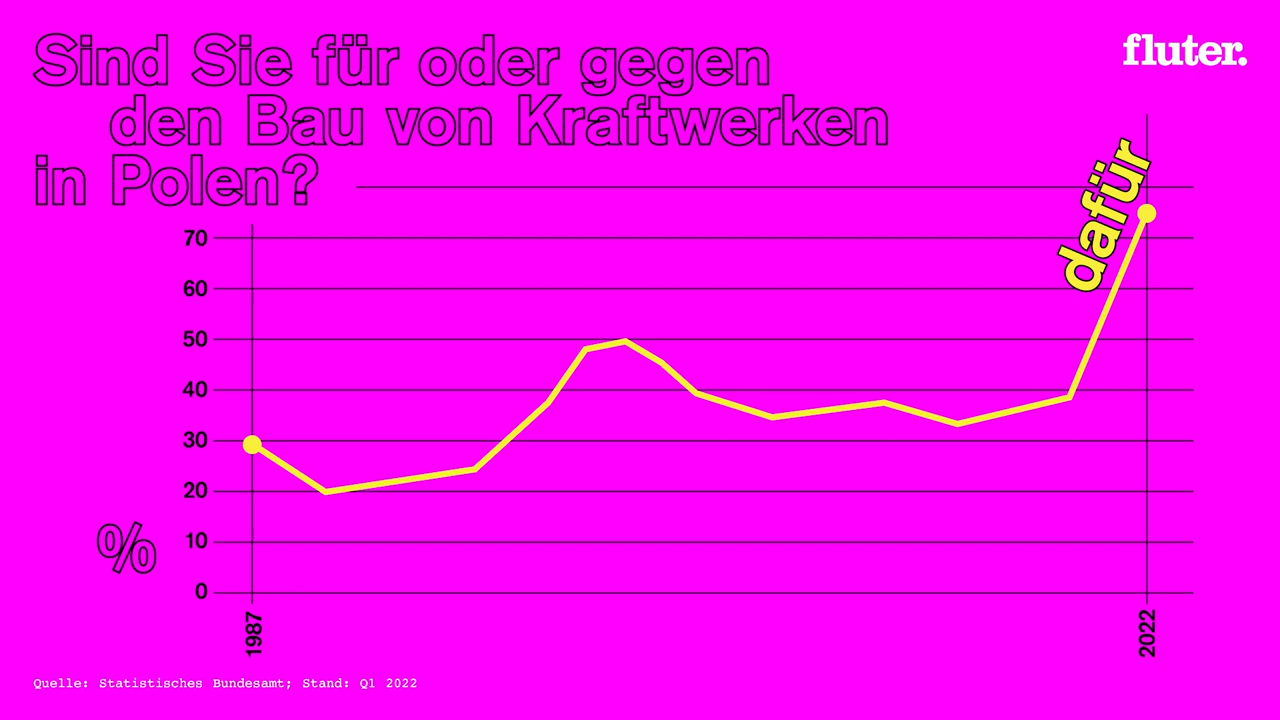 Sind Sie für oder gegen
den Bau von Kraftwerken
in Polen?
fluter.
dafür
70
60
50
40
30
20
10
0
%
1987
2022
Quelle: Statistisches Bundesamt; Stand: Q1 2022